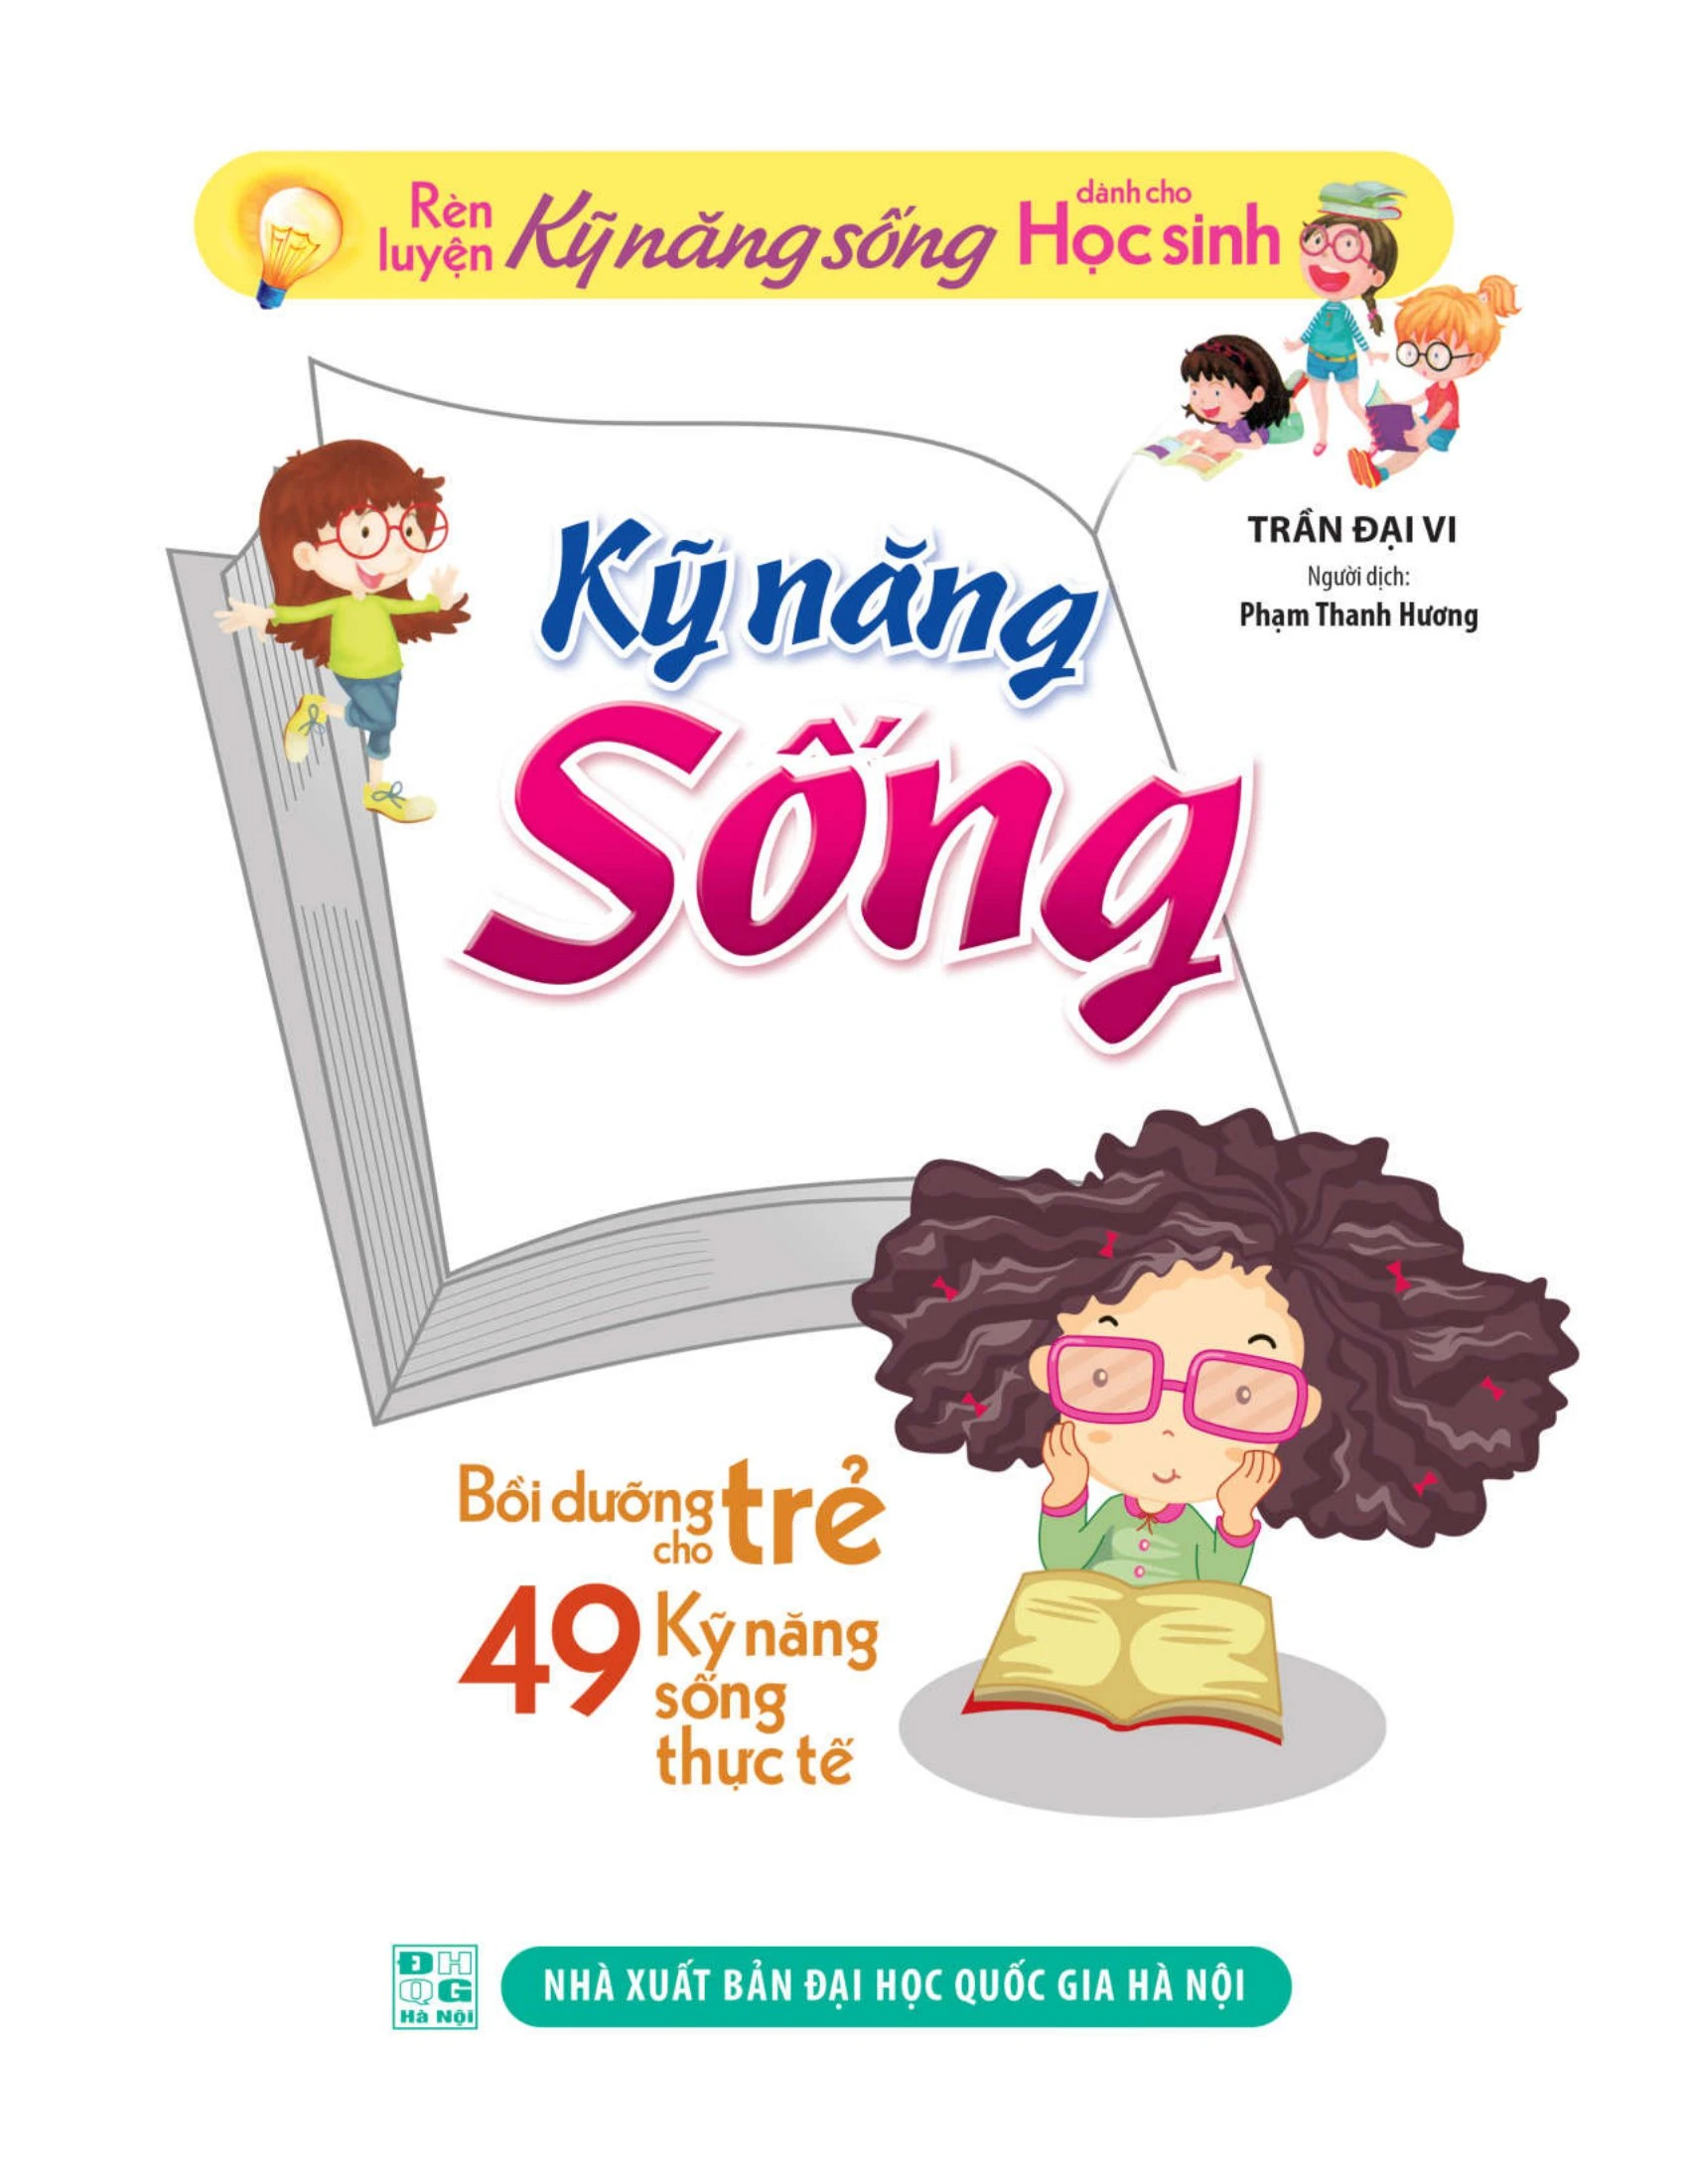 Rèn luyện Kỹ năng sống dành cho Học sinh
TRẦN ĐẠI VI
Người dịch:
Phạm Thanh Hương
Kỹ năng
Sống
Bồi dưỡng cho trẻ
49 Kỹ năng
sống
thực tế
ĐHQG Hà Nội
NHÀ XUẤT BẢN ĐẠI HỌC QUỐC GIA HÀ NỘI